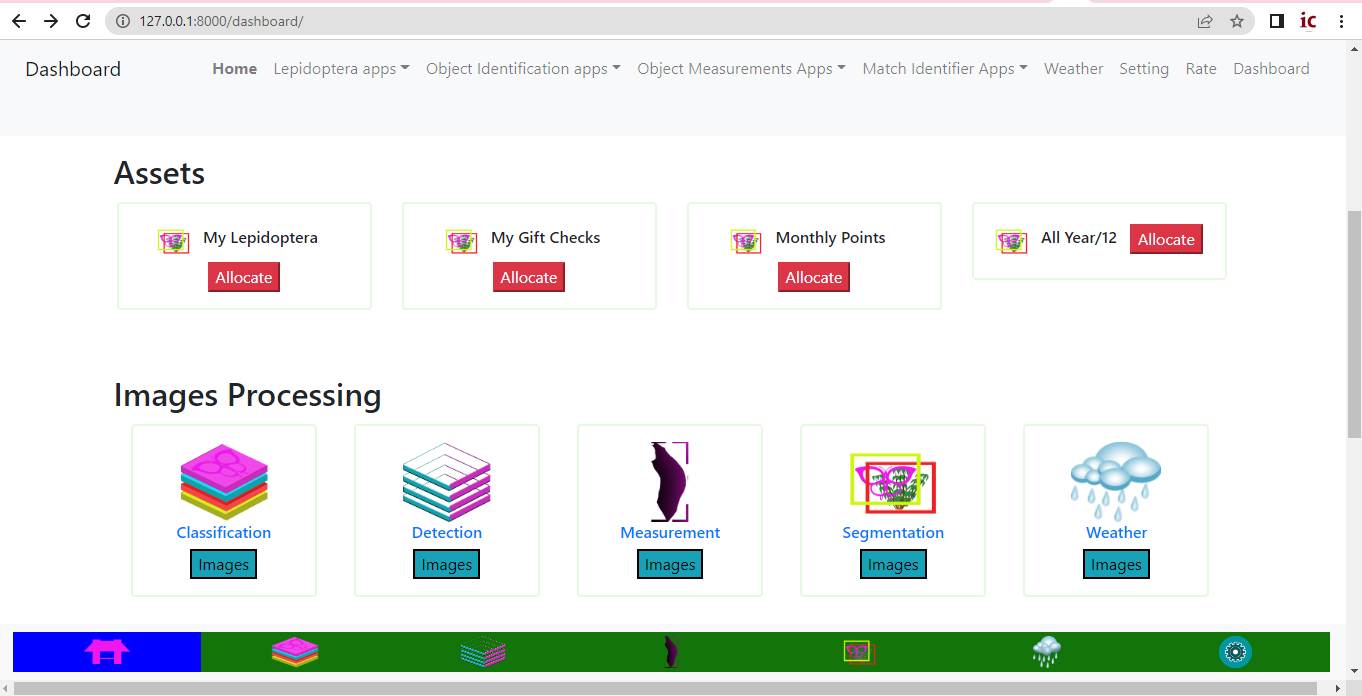 127.0.0.1:8000/dashboard/
ic
Dashboard Home Lepidoptera apps Object Identification apps Object Measurements Apps Match Identifier Apps Weather Setting Rate Dashboard
Assets
My Lepidoptera
Allocate
My Gift Checks
Allocate
Monthly Points
Allocate
All Year/12 Allocate
Images Processing
Classification
Images
Detection
Images
Measurement
Images
Segmentation
Images
Weather
Images